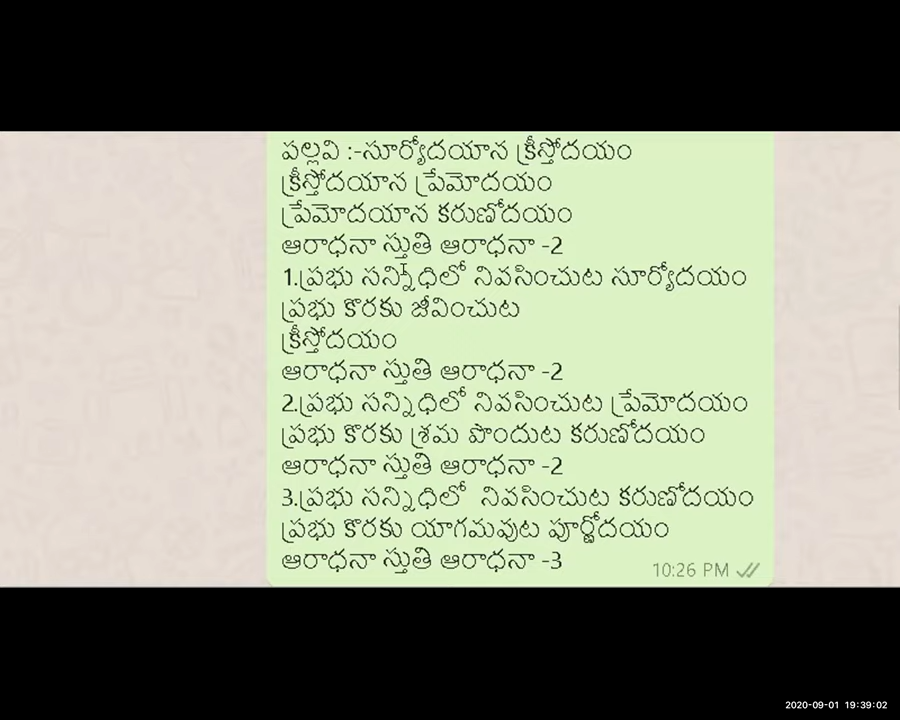 పల్లవి :-సూర్యోదయాన క్రీస్తోదయం
క్రీస్తోదయాన ప్రేమోదయం
ప్రేమోదయాన కరుణోదయం
ఆరాధనా స్తుతి ఆరాధనా -2
1.ప్రభు సన్నిధిలో నివసించుట సూర్యోదయం
ప్రభు కొరకు జీవించుట
క్రీస్తోదయం
ఆరాధనా స్తుతి ఆరాధనా -2
2.ప్రభు సన్నిధిలో నివసించుట ప్రేమోదయం
ప్రభు కొరకు శ్రమ పొందుట కరుణోదయం
ఆరాధనా స్తుతి ఆరాధనా -2
3.ప్రభు సన్నిధిలో  నివసించుట కరుణోదయం
ప్రభు కొరకు యాగమవుట పూర్ణోదయం
ఆరాధనా స్తుతి ఆరాధనా -3
10:26 PM
2020-09-01 19:39:02